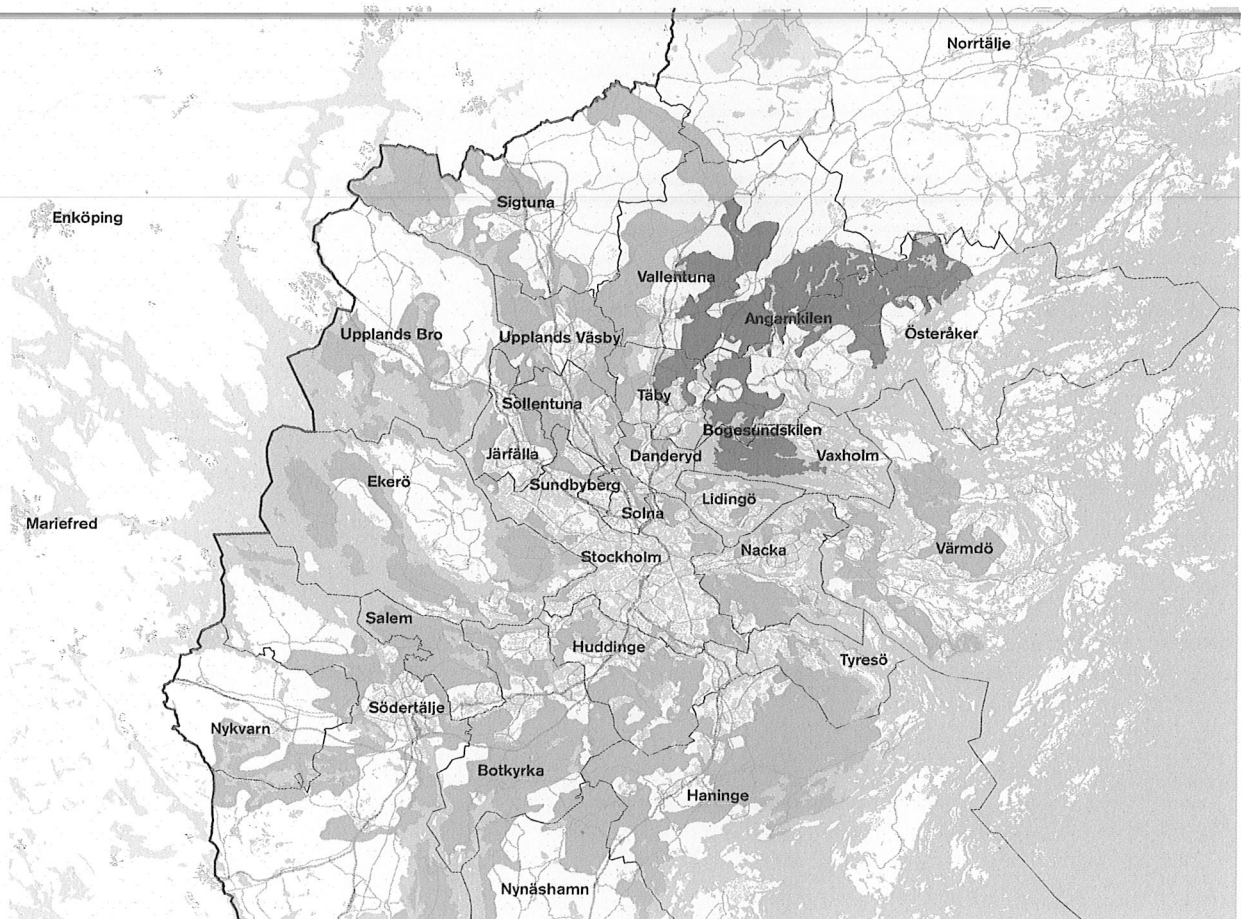 Norrtälje
Enköping
Sigtuna
Vallentuna
Angarnkilen
Upplands Bro
Upplands Väsby
Österåker
Täby
Sollentuna
Bogesundskilen
Järfälla
Danderyd
Vaxholm
Ekerö
Sundbyberg
Lidingö
Solna
Mariefred
Stockholm
Nacka
Värmdö
Salem
Huddinge
Tyresö
Södertälje
Nykvarn
Botkyrka
Haninge
Nynäshamn